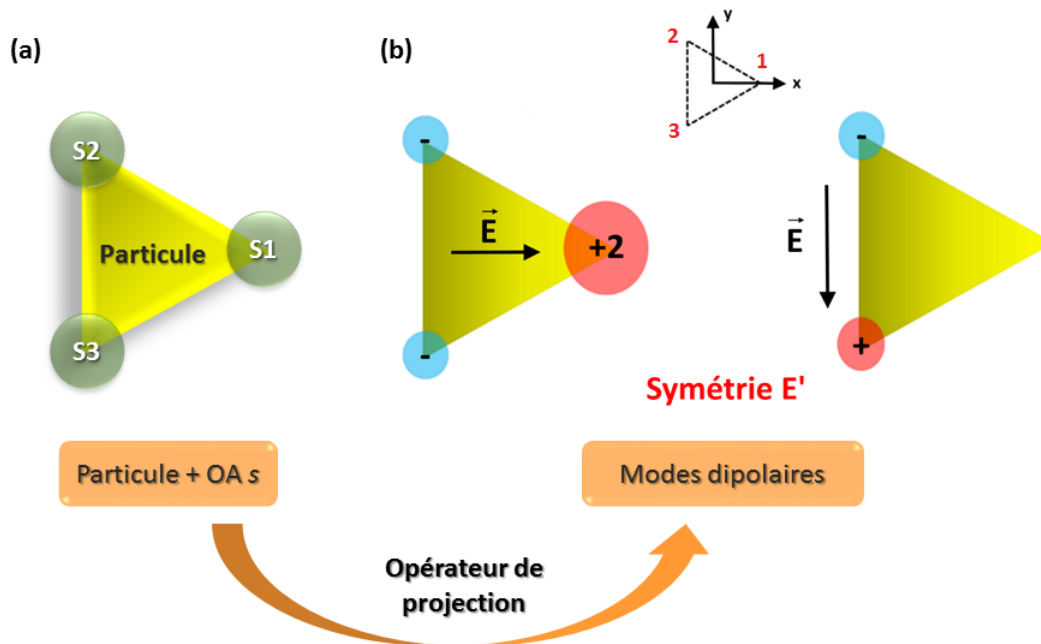 (a)
S2
Particule
S1
S3
Particule + OA s
(b)
-
E
+2
-
y
2
1
x
3
-
E
+
Symétrie E'
Modes dipolaires
Opérateur de
projection